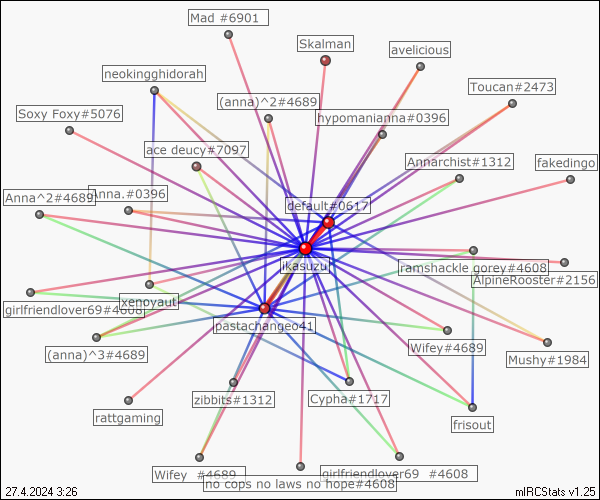 Mad #6901
Skalman
avelicious
neokingghidorah
Toucan#2473
(anna)^2#4689
Soxy Foxy#5076
hypomanianna#0396
ace deucy#7097
Annarchist#1312
fakedingo
Anna^2#4689
Anna.#0396
default#0617
ikasuzu
ramshackle gorey#4608
AlpineRooster#2156
xenoyaut
girlfriendlover69#4608
pastachangeo41
(anna)^3#4689
Wifey#4689
Mushy#1984
zibbits#1312
Cypha#1717
rattgaming
frisout
Wifey #4689
girlfriendlover69 #4608
no cops no laws no hope#4608
27.4.2024 3:26
mIRCStats v1.25